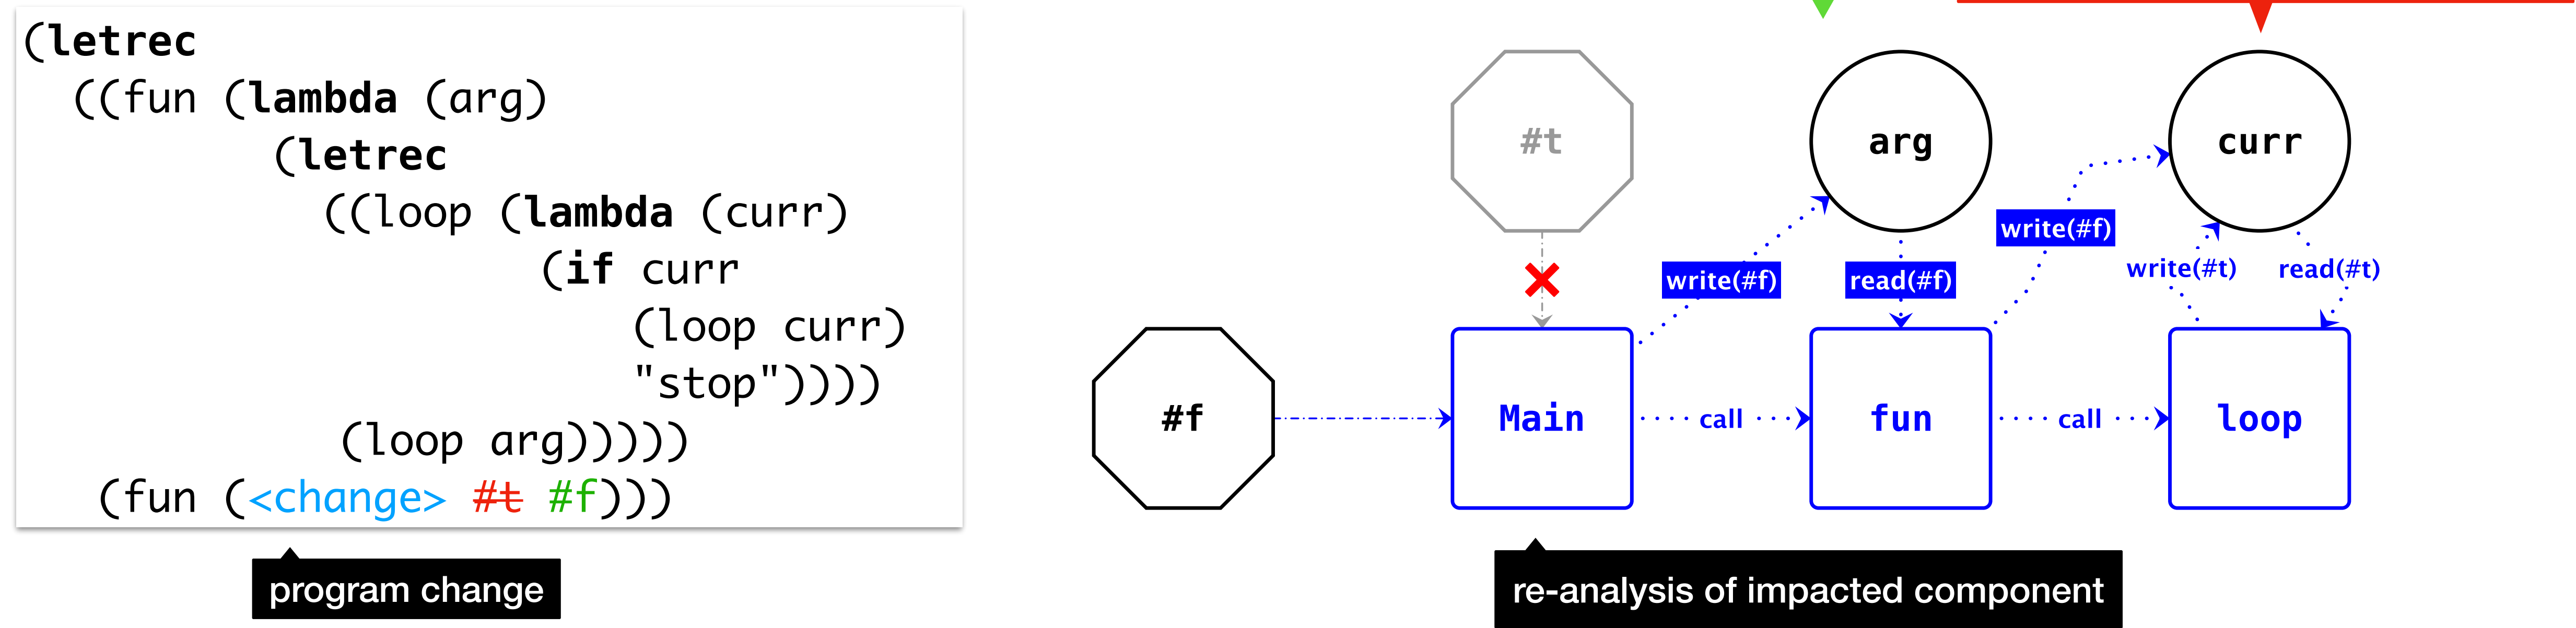 (letrec
((fun (lambda (arg)
(letrec
((loop (lambda (curr)
(if curr
(loop curr)
"stop"))))
(loop arg)))))
(fun (<change> #t #f)))
program change
#t
arg
curr
write(#f)
write(#f)
read(#f)
write(#t)
read(#t)
#f
Main
call
fun
call
loop
re-analysis of impacted component